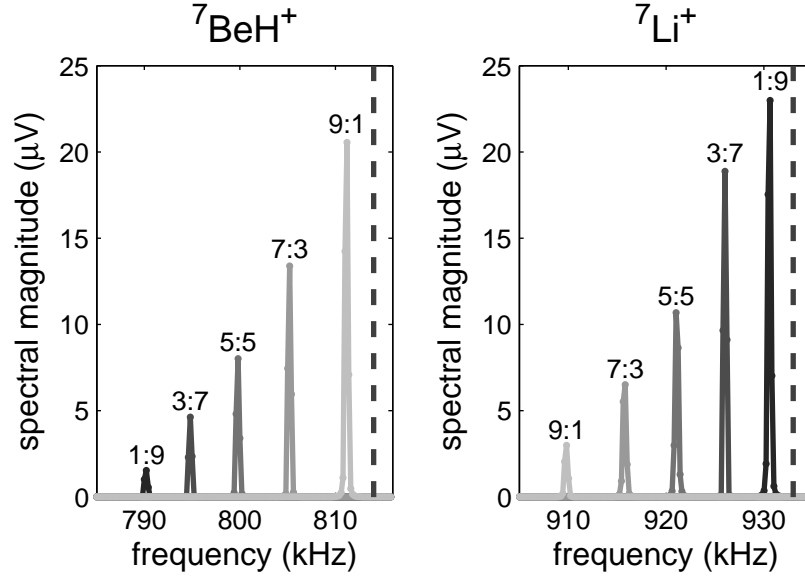 ⁷BeH⁺
25
20
15
10
5
0
spectral magnitude (μV)
1:9
3:7
5:5
7:3
9:1
790 800 810
frequency (kHz)
⁷Li⁺
25
20
15
10
5
0
spectral magnitude (μV)
9:1
7:3
5:5
3:7
1:9
910 920 930
frequency (kHz)